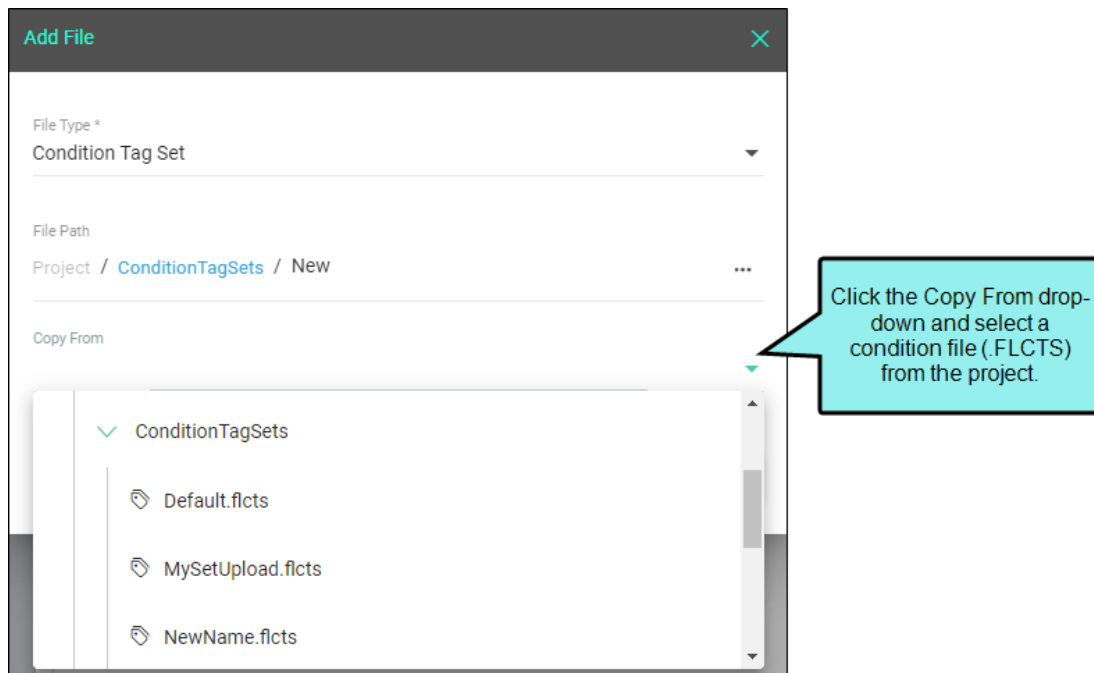 Add File
File Type *
Condition Tag Set
File Path
Project / ConditionTagSets / New
...
Copy From
ConditionTagSets
Default.flcts
MySetUpload.flcts
NewName.flcts
Click the Copy From drop-
down and select a
condition file (.FLCTS)
from the project.